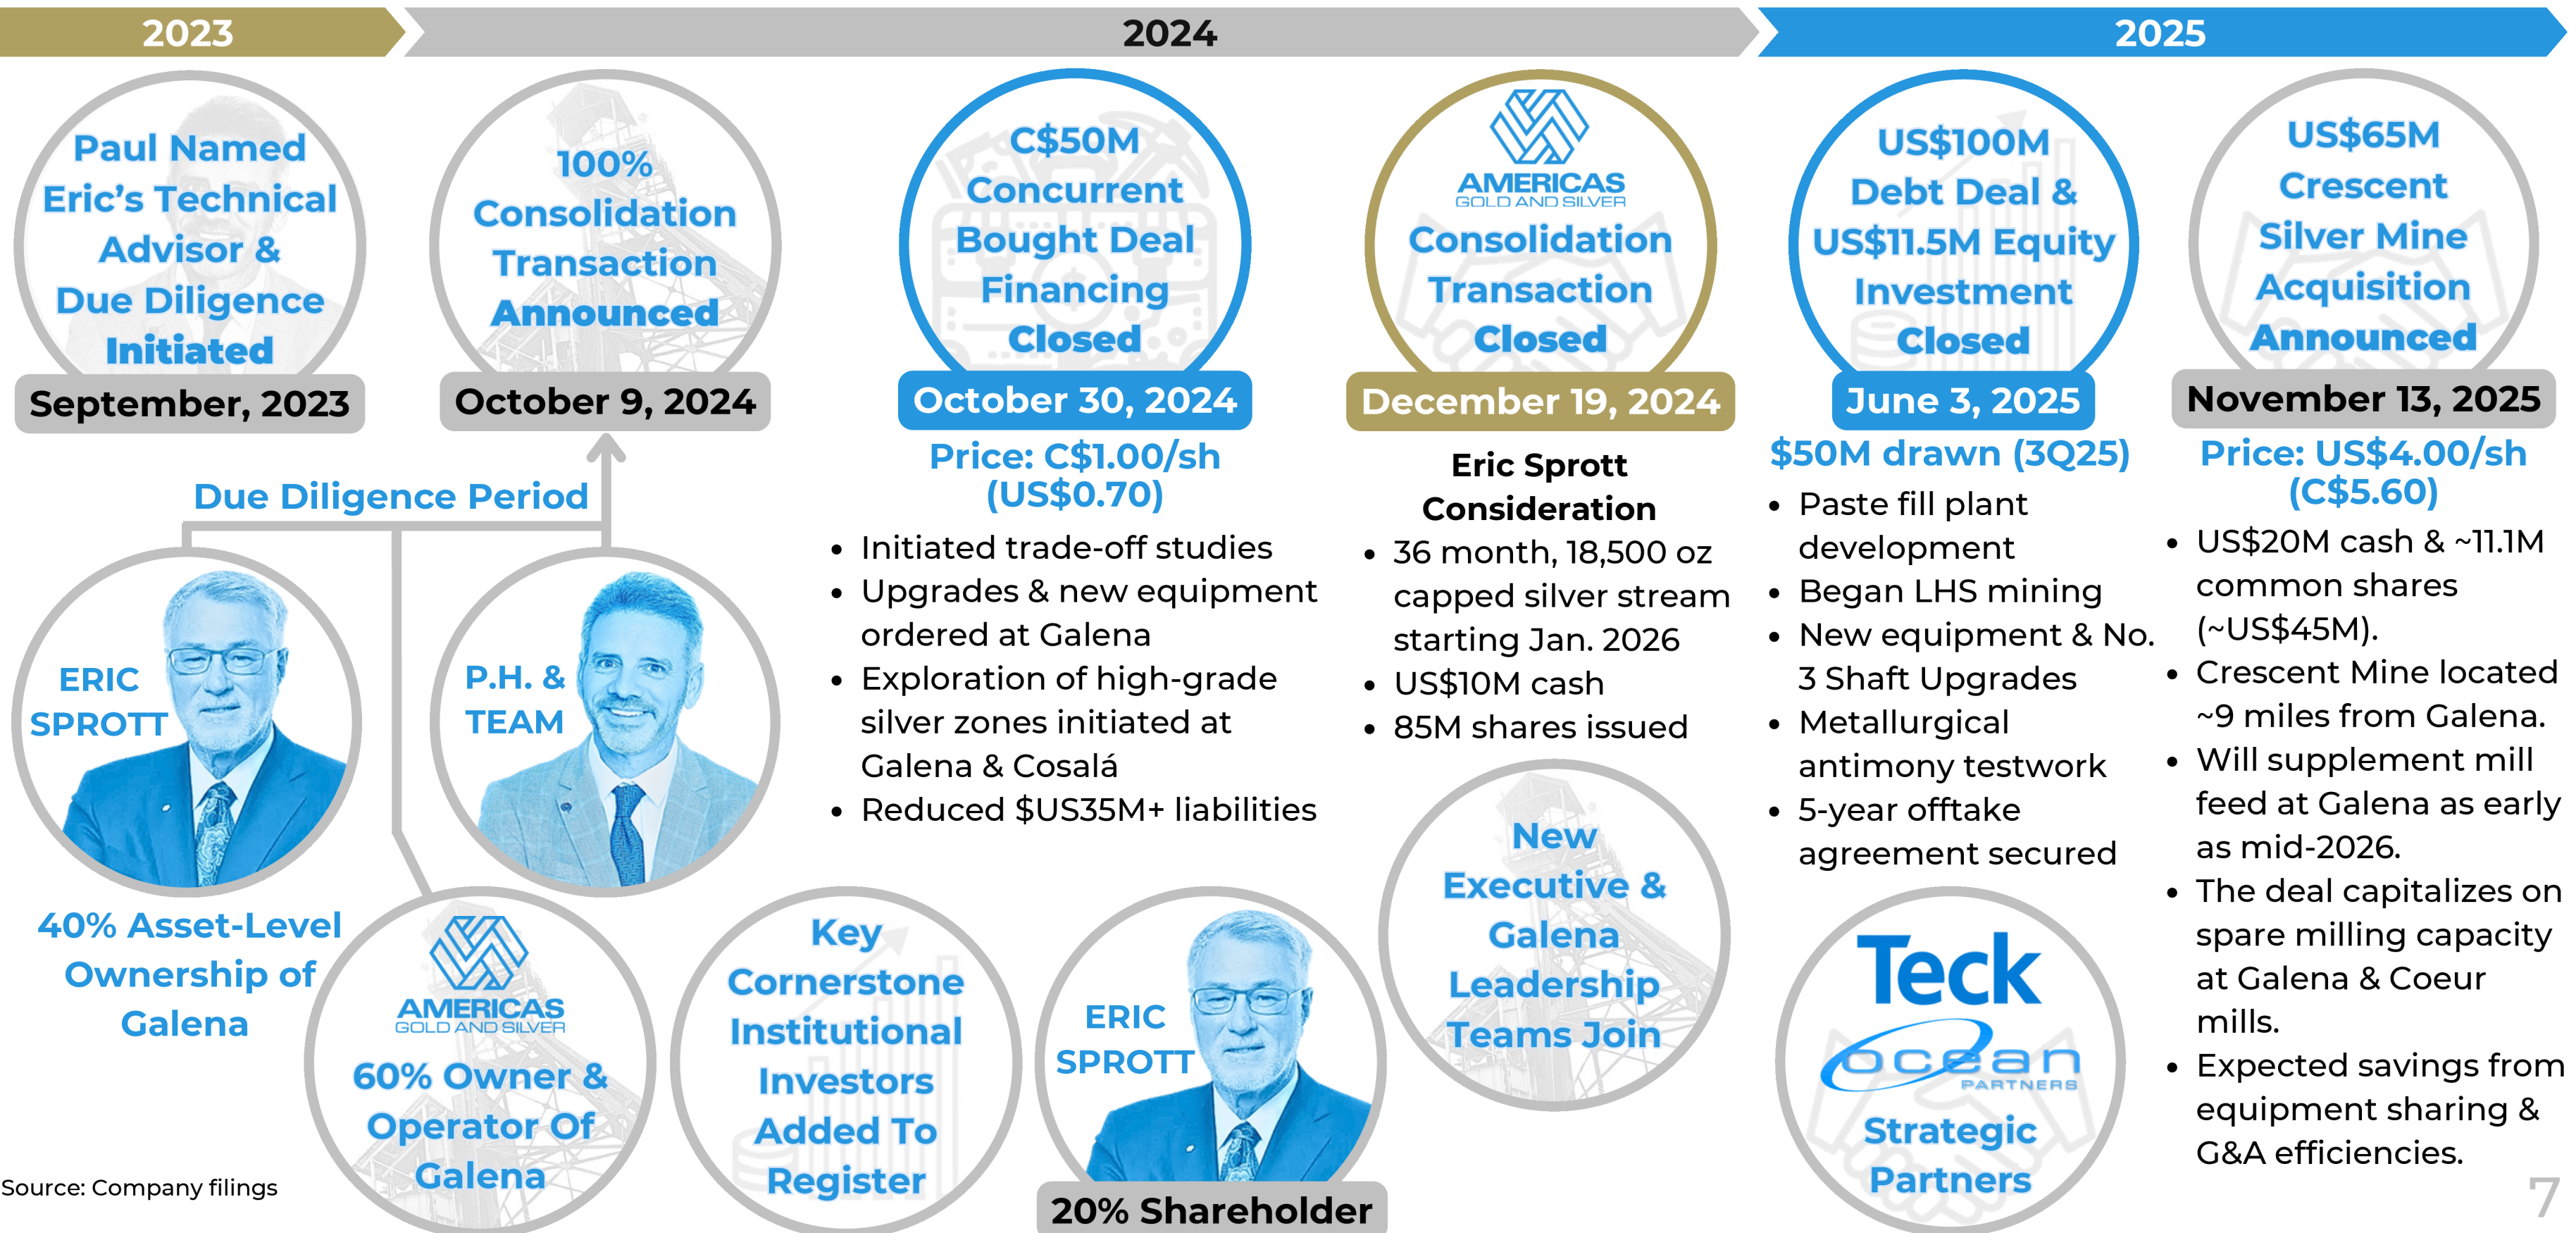 2023
2024
2025
Paul Named
Eric's Technical
Advisor &
Due Diligence
Initiated
September, 2023
100%
Consolidation
Transaction
Announced
October 9, 2024
C$50M
Concurrent
Bought Deal
Financing
Closed
October 30, 2024
AMERICAS
GOLD AND SILVER
Consolidation
Transaction
Closed
December 19, 2024
US$100M
Debt Deal &
US$11.5M Equity
Investment
Closed
June 3, 2025
US$65M
Crescent
Silver Mine
Acquisition
Announced
November 13, 2025
Due Diligence Period
ERIC
SPROTT
P.H. &
TEAM
40% Asset-Level
Ownership of
Galena
AMERICAS
GOLD AND SILVER
60% Owner &
Operator Of
Galena
Price: C$1.00/sh
(US$0.70)
• Initiated trade-off studies
• Upgrades & new equipment
ordered at Galena
• Exploration of high-grade
silver zones initiated at
Galena & Cosalá
• Reduced $US35M+ liabilities
Key
Cornerstone
Institutional
Investors
Added To
Register
ERIC
SPROTT
20% Shareholder
Eric Sprott
Consideration
• 36 month, 18,500 oz
capped silver stream
starting Jan. 2026
• US$10M cash
• 85M shares issued
New
Executive &
Galena
Leadership
Teams Join
$50M drawn (3Q25)
• Paste fill plant
development
• Began LHS mining
• New equipment & No.
3 Shaft Upgrades
• Metallurgical
antimony testwork
• 5-year offtake
agreement secured
Teck
ocean
PARTNERS
Strategic
Partners
Price: US$4.00/sh
(C$5.60)
• US$20M cash & ~11.1M
common shares
(~US$45M).
• Crescent Mine located
~9 miles from Galena.
• Will supplement mill
feed at Galena as early
as mid-2026.
• The deal capitalizes on
spare milling capacity
at Galena & Coeur
mills.
• Expected savings from
equipment sharing &
G&A efficiencies.
Source: Company filings
7